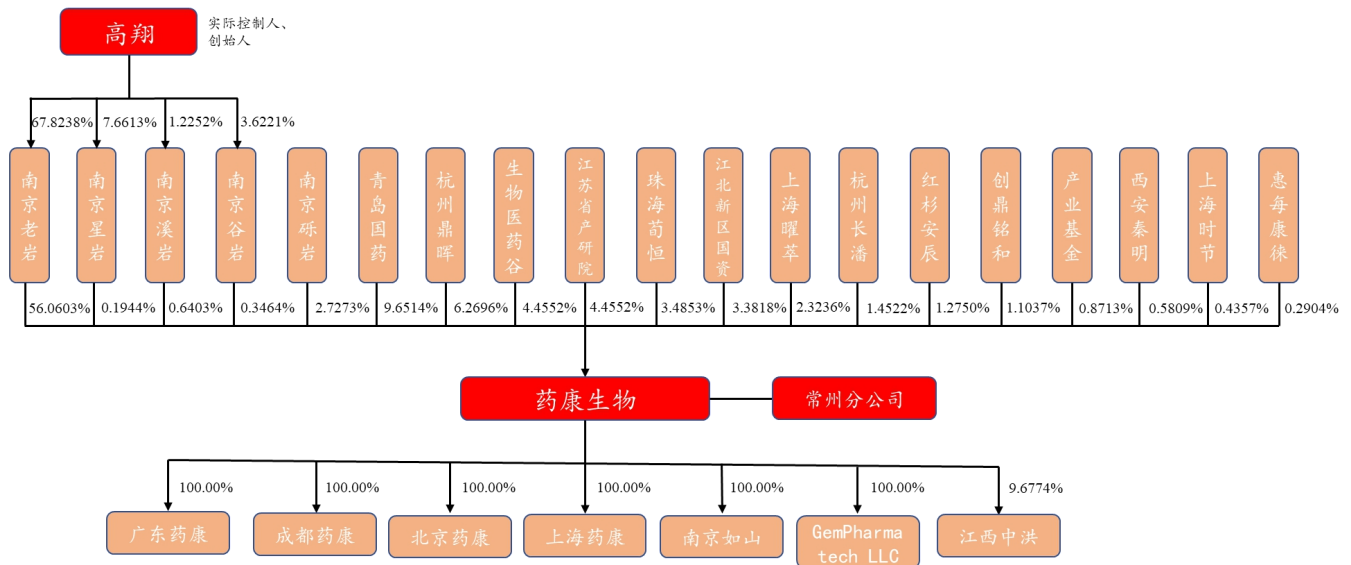 高翔
实际控制人、
创始人
67.8238%
7.6613%
1.2252%
3.6221%
南京老岩
南京星岩
南京溪岩
南京谷岩
南京砾岩
青岛国药
杭州鼎晖
生物医药谷
江苏省产研院
珠海荀恒
江北新区国资
上海曜萃
杭州长潘
红杉安辰
创鼎铭和
产业基金
西安秦明
上海时节
惠每康徕
56.0603%
0.1944%
0.6403%
0.3464%
2.7273%
9.6514%
6.2696%
4.4552%
4.4552%
3.4853%
3.3818%
2.3236%
1.4522%
1.2750%
1.1037%
0.8713%
0.5809%
0.4357%
0.2904%
药康生物
常州分公司
100.00%
100.00%
100.00%
100.00%
100.00%
100.00%
9.6774%
广东药康
成都药康
北京药康
上海药康
南京如山
GemPharma
tech LLC
江西中洪